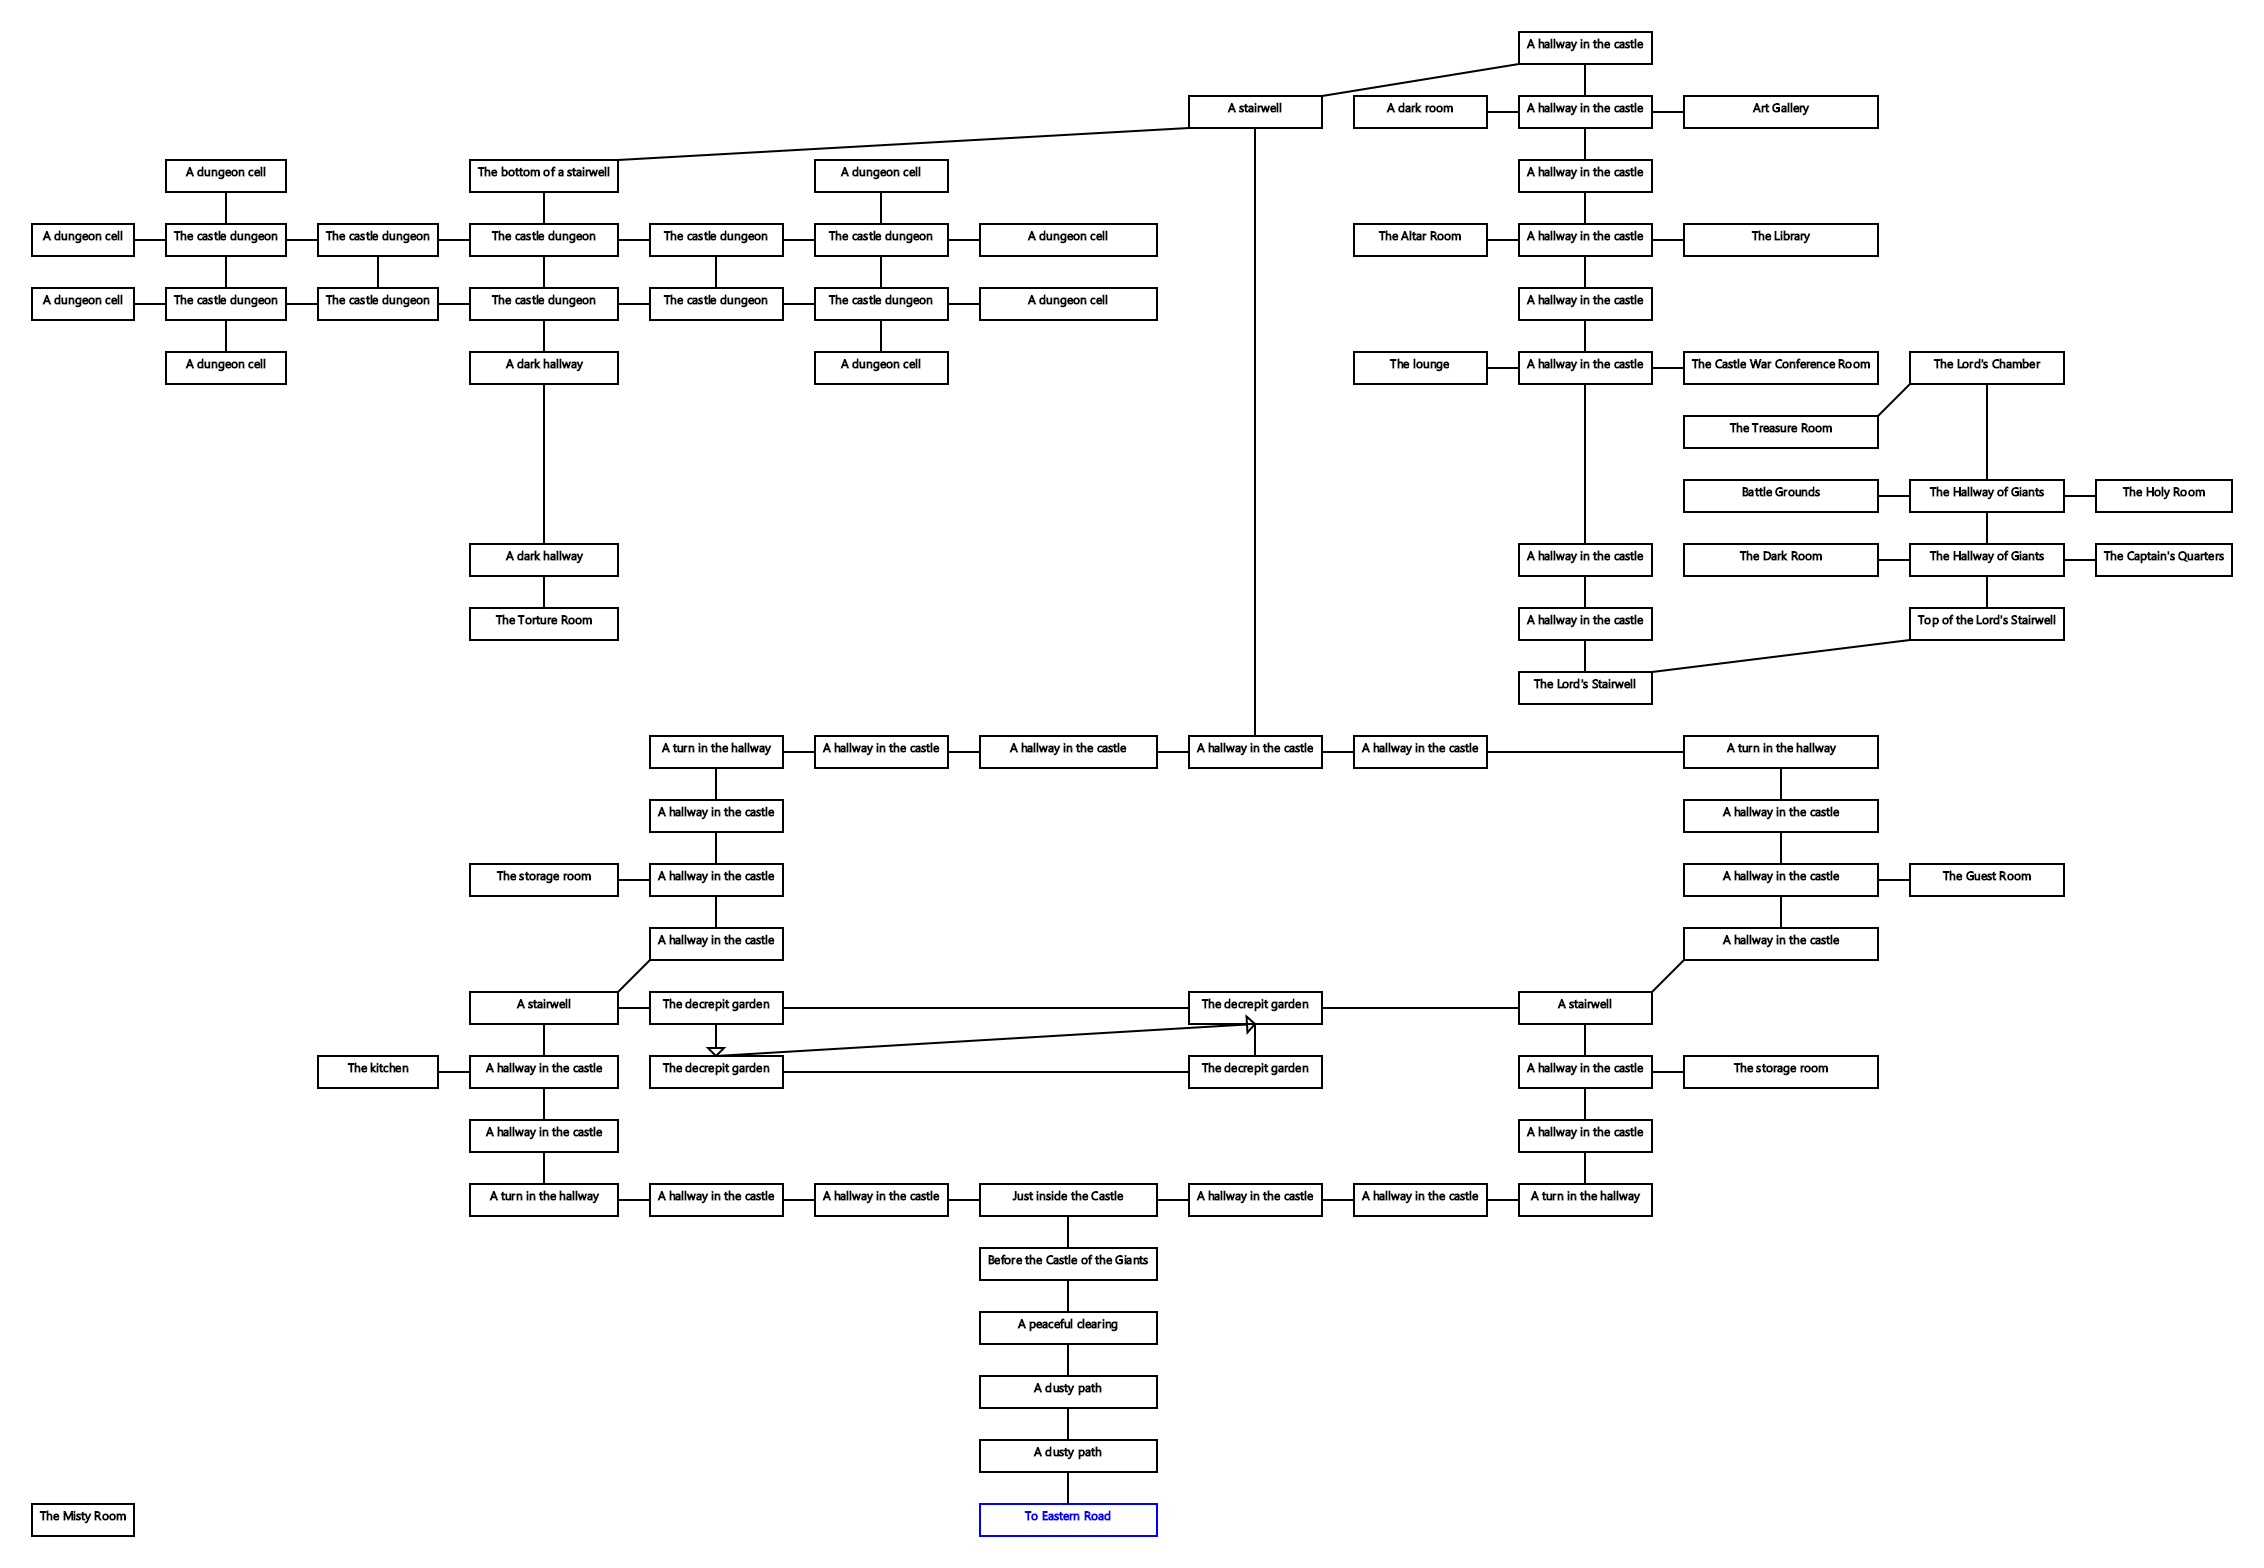 A hallway in the castle
A stairwell
A dark room
A hallway in the castle
Art Gallery
A dungeon cell
The bottom of a stairwell
A dungeon cell
A hallway in the castle
A dungeon cell
The castle dungeon
The castle dungeon
The castle dungeon
The castle dungeon
The castle dungeon
A dungeon cell
The Altar Room
A hallway in the castle
The Library
A dungeon cell
The castle dungeon
The castle dungeon
The castle dungeon
The castle dungeon
The castle dungeon
A dungeon cell
A hallway in the castle
A dungeon cell
A dark hallway
A dungeon cell
The lounge
A hallway in the castle
The Castle War Conference Room
The Lord's Chamber
The Treasure Room
Battle Grounds
The Hallway of Giants
The Holy Room
A dark hallway
A hallway in the castle
The Dark Room
The Hallway of Giants
The Captain's Quarters
The Torture Room
A hallway in the castle
Top of the Lord's Stairwell
The Lord's Stairwell
A turn in the hallway
A hallway in the castle
A hallway in the castle
A hallway in the castle
A hallway in the castle
A turn in the hallway
A hallway in the castle
A hallway in the castle
The storage room
A hallway in the castle
A hallway in the castle
The Guest Room
A hallway in the castle
A hallway in the castle
A stairwell
The decrepit garden
The decrepit garden
A stairwell
The kitchen
A hallway in the castle
The decrepit garden
The decrepit garden
A hallway in the castle
The storage room
A hallway in the castle
A hallway in the castle
A turn in the hallway
A hallway in the castle
A hallway in the castle
Just inside the Castle
A hallway in the castle
A hallway in the castle
A turn in the hallway
Before the Castle of the Giants
A peaceful clearing
A dusty path
A dusty path
The Misty Room
To Eastern Road